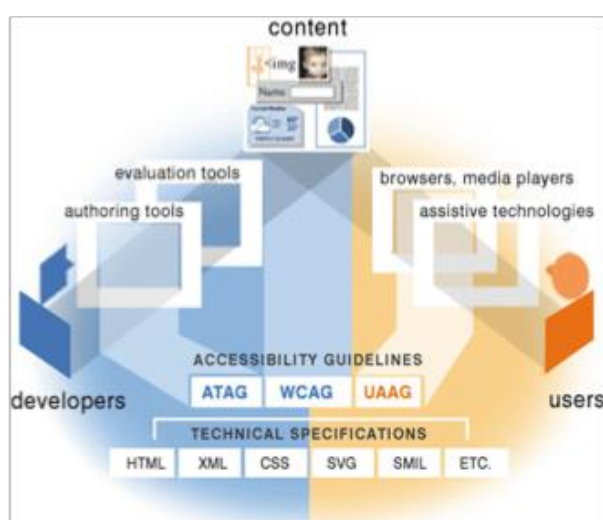 content
<img
Name
evaluation tools
authoring tools
browsers, media players
assistive technologies
developers
users
ACCESSIBILITY GUIDELINES
ATAG WCAG UAAG
TECHNICAL SPECIFICATIONS
HTML XML CSS SVG SMIL ETC.